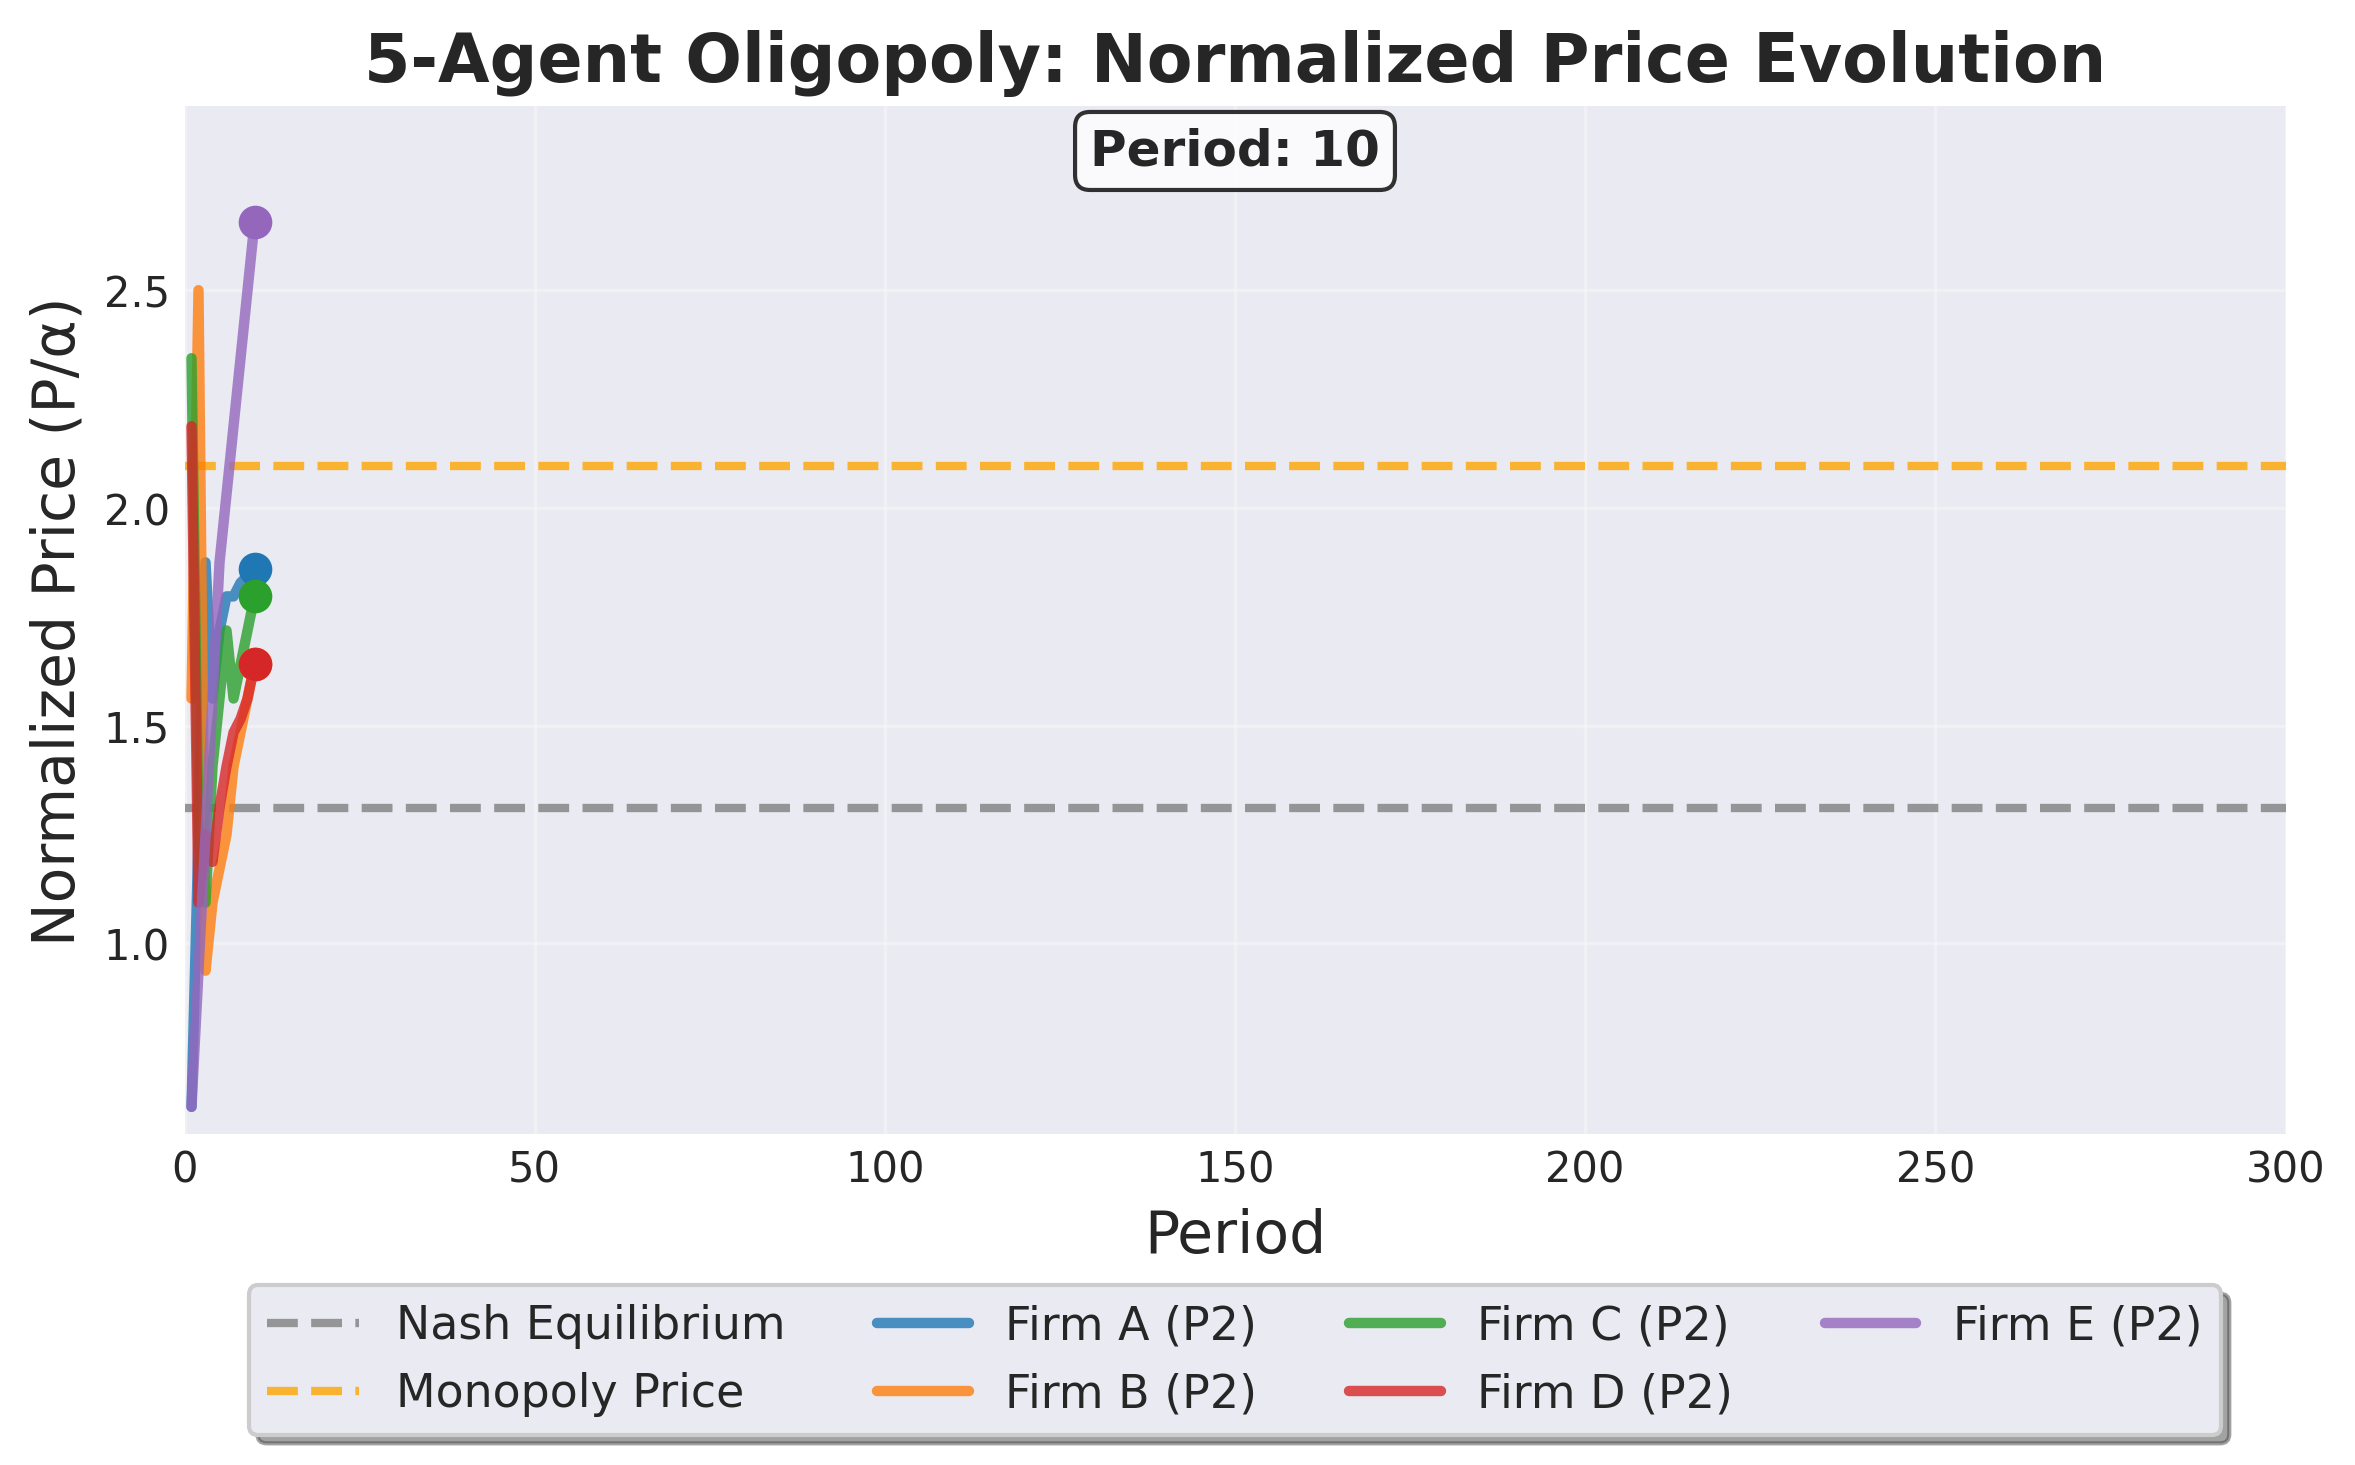 5-Agent Oligopoly: Normalized Price Evolution
Period: 10
Normalized Price (P/α)
2.5
2.0
1.5
1.0
0 50 100 150 200 250 300
Period
Nash Equilibrium Firm A (P2) Firm C (P2) Firm E (P2)
Monopoly Price Firm B (P2) Firm D (P2)